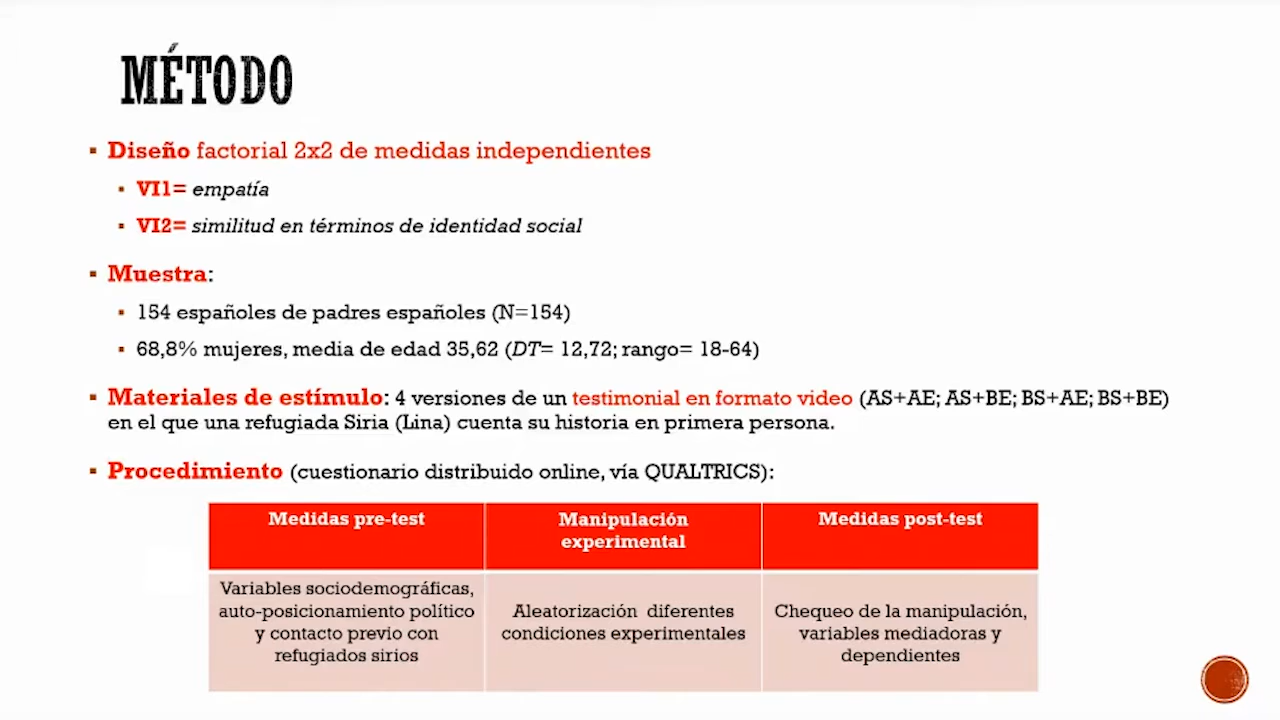 MÉTODO
▪ Diseño factorial 2x2 de medidas independientes
▪ VI1= empatía
▪ VI2= similitud en términos de identidad social
▪ Muestra:
▪ 154 españoles de padres españoles (N=154)
▪ 68,8% mujeres, media de edad 35,62 (DT= 12,72; rango= 18-64)
▪ Materiales de estímulo: 4 versiones de un testimonial en formato video (AS+AE; AS+BE; BS+AE; BS+BE)
en el que una refugiada Siria (Lina) cuenta su historia en primera persona.
▪ Procedimiento (cuestionario distribuido online, vía QUALTRICS):
Medidas pre-test
Manipulación
experimental
Medidas post-test
Variables sociodemográficas,
auto-posicionamiento político
y contacto previo con
refugiados sirios
Aleatorización diferentes
condiciones experimentales
Chequeo de la manipulación,
variables mediadoras y
dependientes